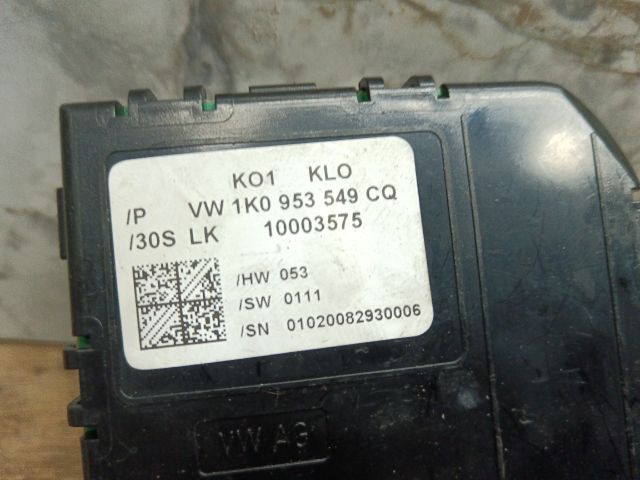 KO1 KLO
/P VW 1K0 953 549 CQ
/30S LK 10003575
/HW 053
/SW 0111
/SN 01020082930006
VW AG